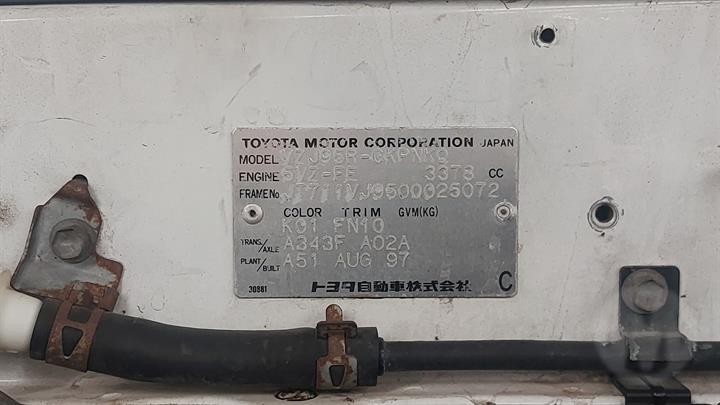 TOYOTA MOTOR CORPORATION JAPAN
MODEL VZJ95R-GKPNKQ
ENGINE 5VZ-FE 3378 CC
FRAME No. JT711VJ9500025072
COLOR TRIM GVM(KG)
K01 FN10
TRANS./AXLE A343F A02A
PLANT/BUILT A51 AUG 97
30881 トヨタ自動車株式会社 C